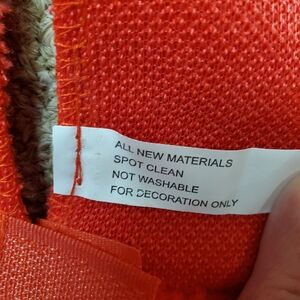 ALL NEW MATERIALS
SPOT CLEAN
NOT WASHABLE
FOR DECORATION ONLY